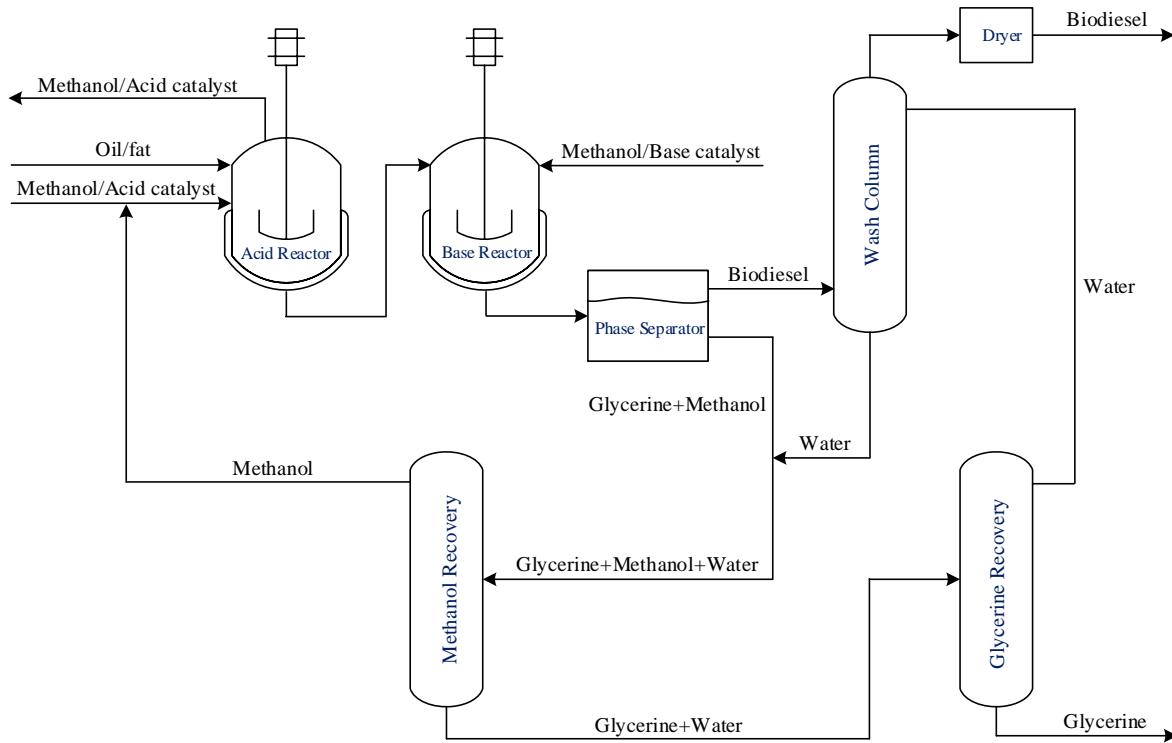 Biodiesel
Dryer
Methanol/Acid catalyst
Oil/fat
Methanol/Base catalyst
Methanol/Acid catalyst
Wash Column
Acid Reactor
Base Reactor
Biodiesel
Water
Phase Separator
Glycerine+Methanol
Water
Methanol
Methanol Recovery
Glycerine+Methanol+Water
Glycerine Recovery
Glycerine+Water
Glycerine